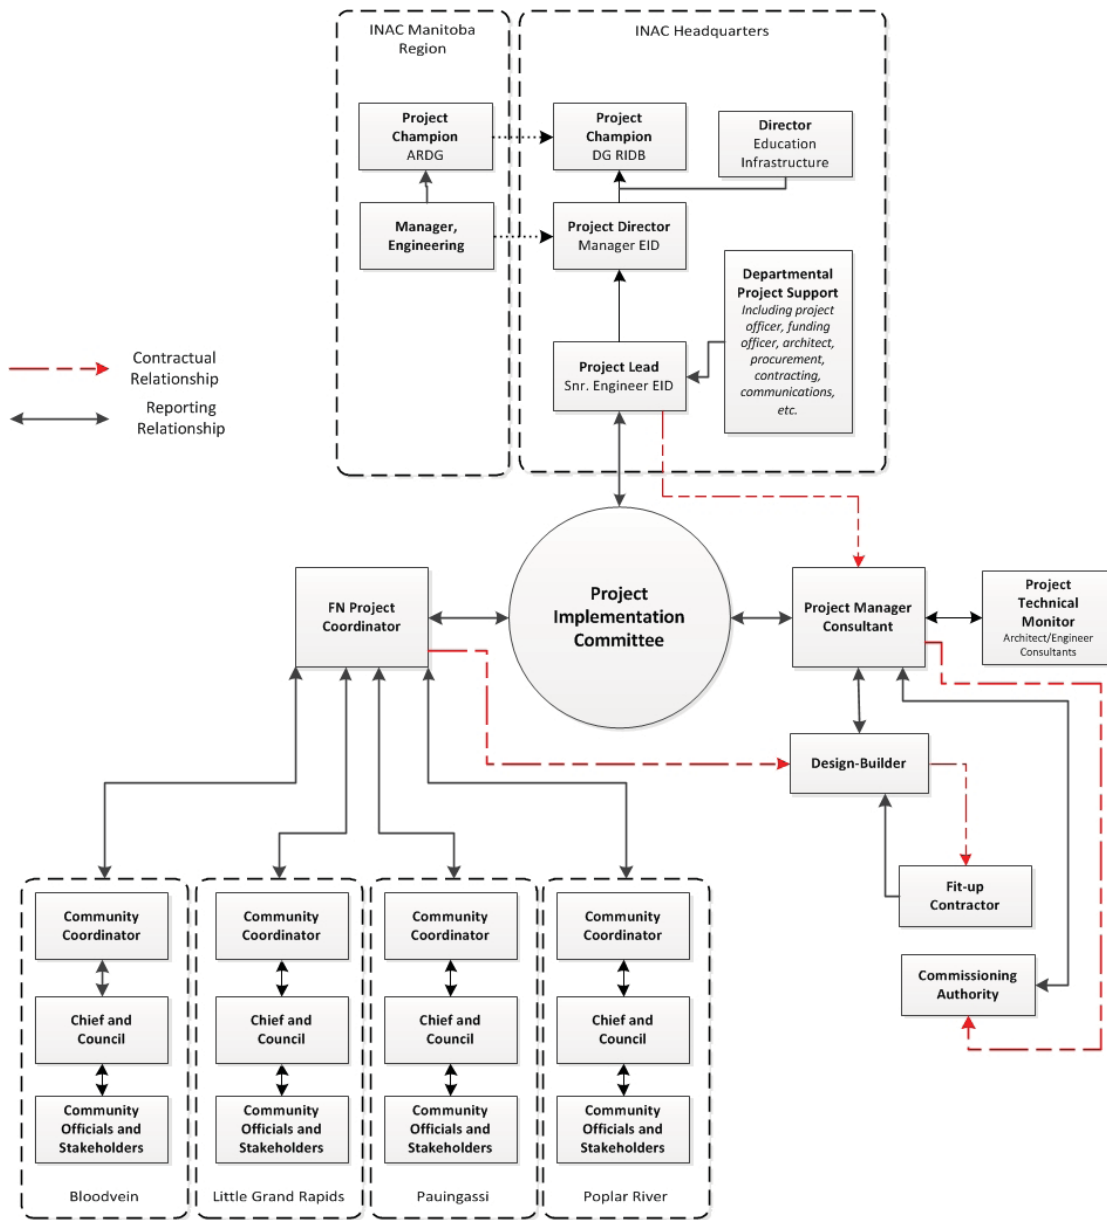 INAC Manitoba
Region
INAC Headquarters
Project
Champion
ARDG
Project
Champion
DG RIDB
Director
Education
Infrastructure
Manager,
Engineering
Project Director
Manager EID
Departmental
Project Support
Including project
officer, funding
officer, architect,
procurement,
contracting,
communications,
etc.
Project Lead
Snr. Engineer EID
Contractual
Relationship
Reporting
Relationship
FN Project
Coordinator
Project
Implementation
Committee
Project Manager
Consultant
Project
Technical
Monitor
Architect/Engineer
Consultants
Design-Builder
Fit-up
Contractor
Commissioning
Authority
Community
Coordinator
Chief and
Council
Community
Officials and
Stakeholders
Bloodvein
Community
Coordinator
Chief and
Council
Community
Officials and
Stakeholders
Little Grand Rapids
Community
Coordinator
Chief and
Council
Community
Officials and
Stakeholders
Pauingassi
Community
Coordinator
Chief and
Council
Community
Officials and
Stakeholders
Poplar River